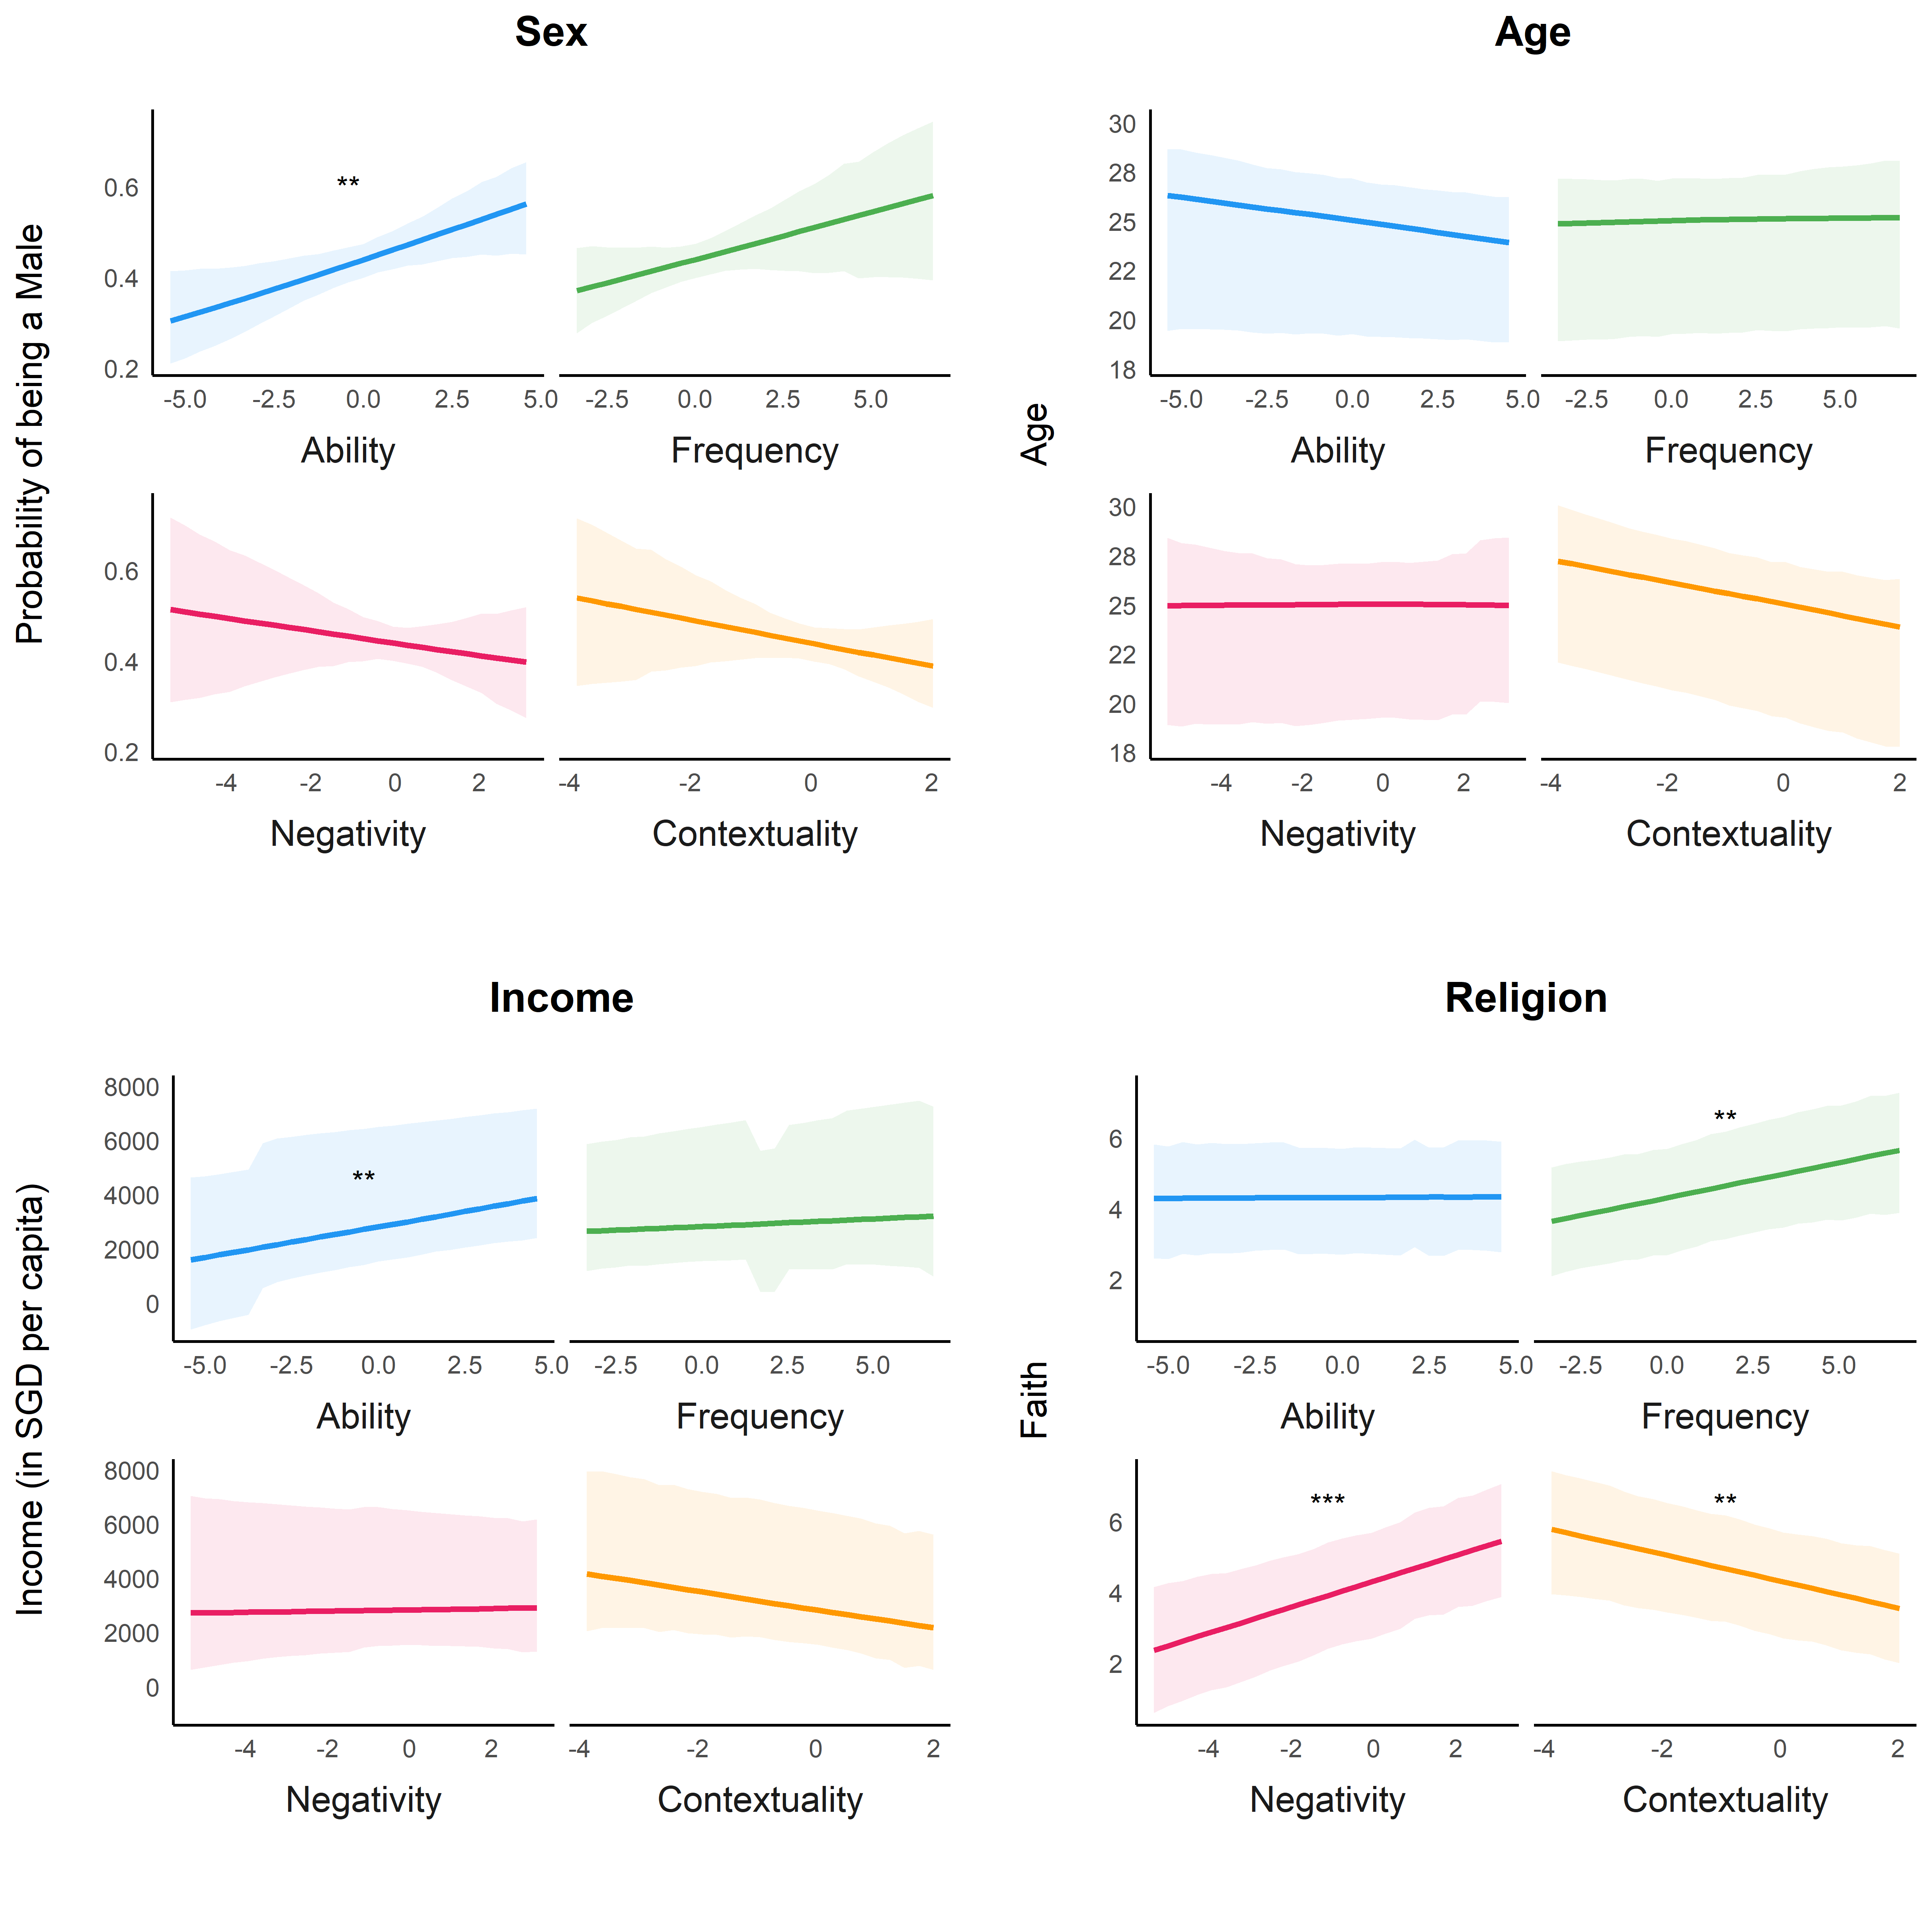 Sex
Age
Probability of being a Male
0.6
0.4
0.2
**
-5.0 -2.5 0.0 2.5 5.0
Ability
-2.5 0.0 2.5 5.0
Frequency
0.6
0.4
0.2
-4 -2 0 2
Negativity
-4 -2 0 2
Contextuality
Age
30
28
25
22
20
18
-5.0 -2.5 0.0 2.5 5.0
Ability
-2.5 0.0 2.5 5.0
Frequency
30
28
25
22
20
18
-4 -2 0 2
Negativity
-4 -2 0 2
Contextuality
Income
Religion
Income (in SGD per capita)
8000
6000
4000
2000
0
**
-5.0 -2.5 0.0 2.5 5.0
Ability
-2.5 0.0 2.5 5.0
Frequency
8000
6000
4000
2000
0
-4 -2 0 2
Negativity
-4 -2 0 2
Contextuality
Faith
6
4
2
-5.0 -2.5 0.0 2.5 5.0
Ability
**
-2.5 0.0 2.5 5.0
Frequency
6
4
2
***
-4 -2 0 2
Negativity
**
-4 -2 0 2
Contextuality